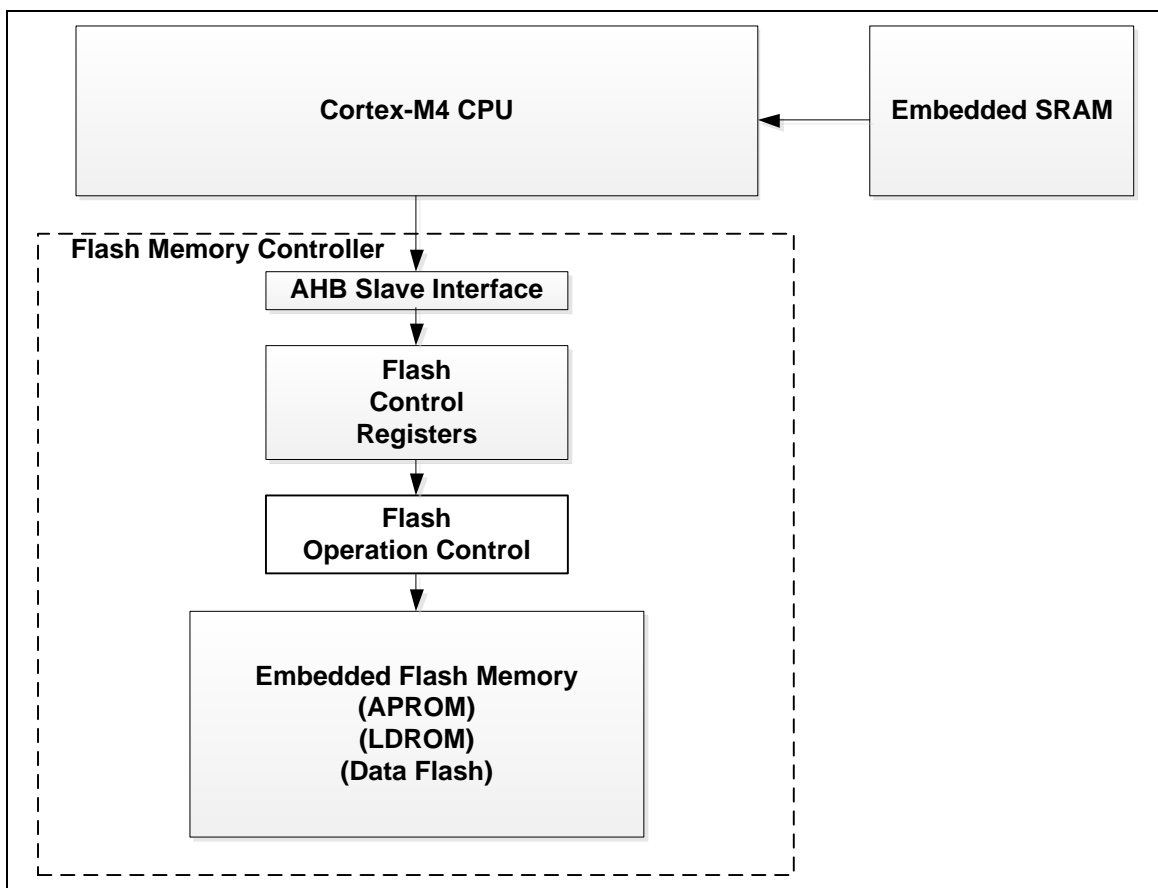 Cortex-M4 CPU
Embedded SRAM
Flash Memory Controller
AHB Slave Interface
Flash
Control
Registers
Flash
Operation Control
Embedded Flash Memory
(APROM)
(LDROM)
(Data Flash)